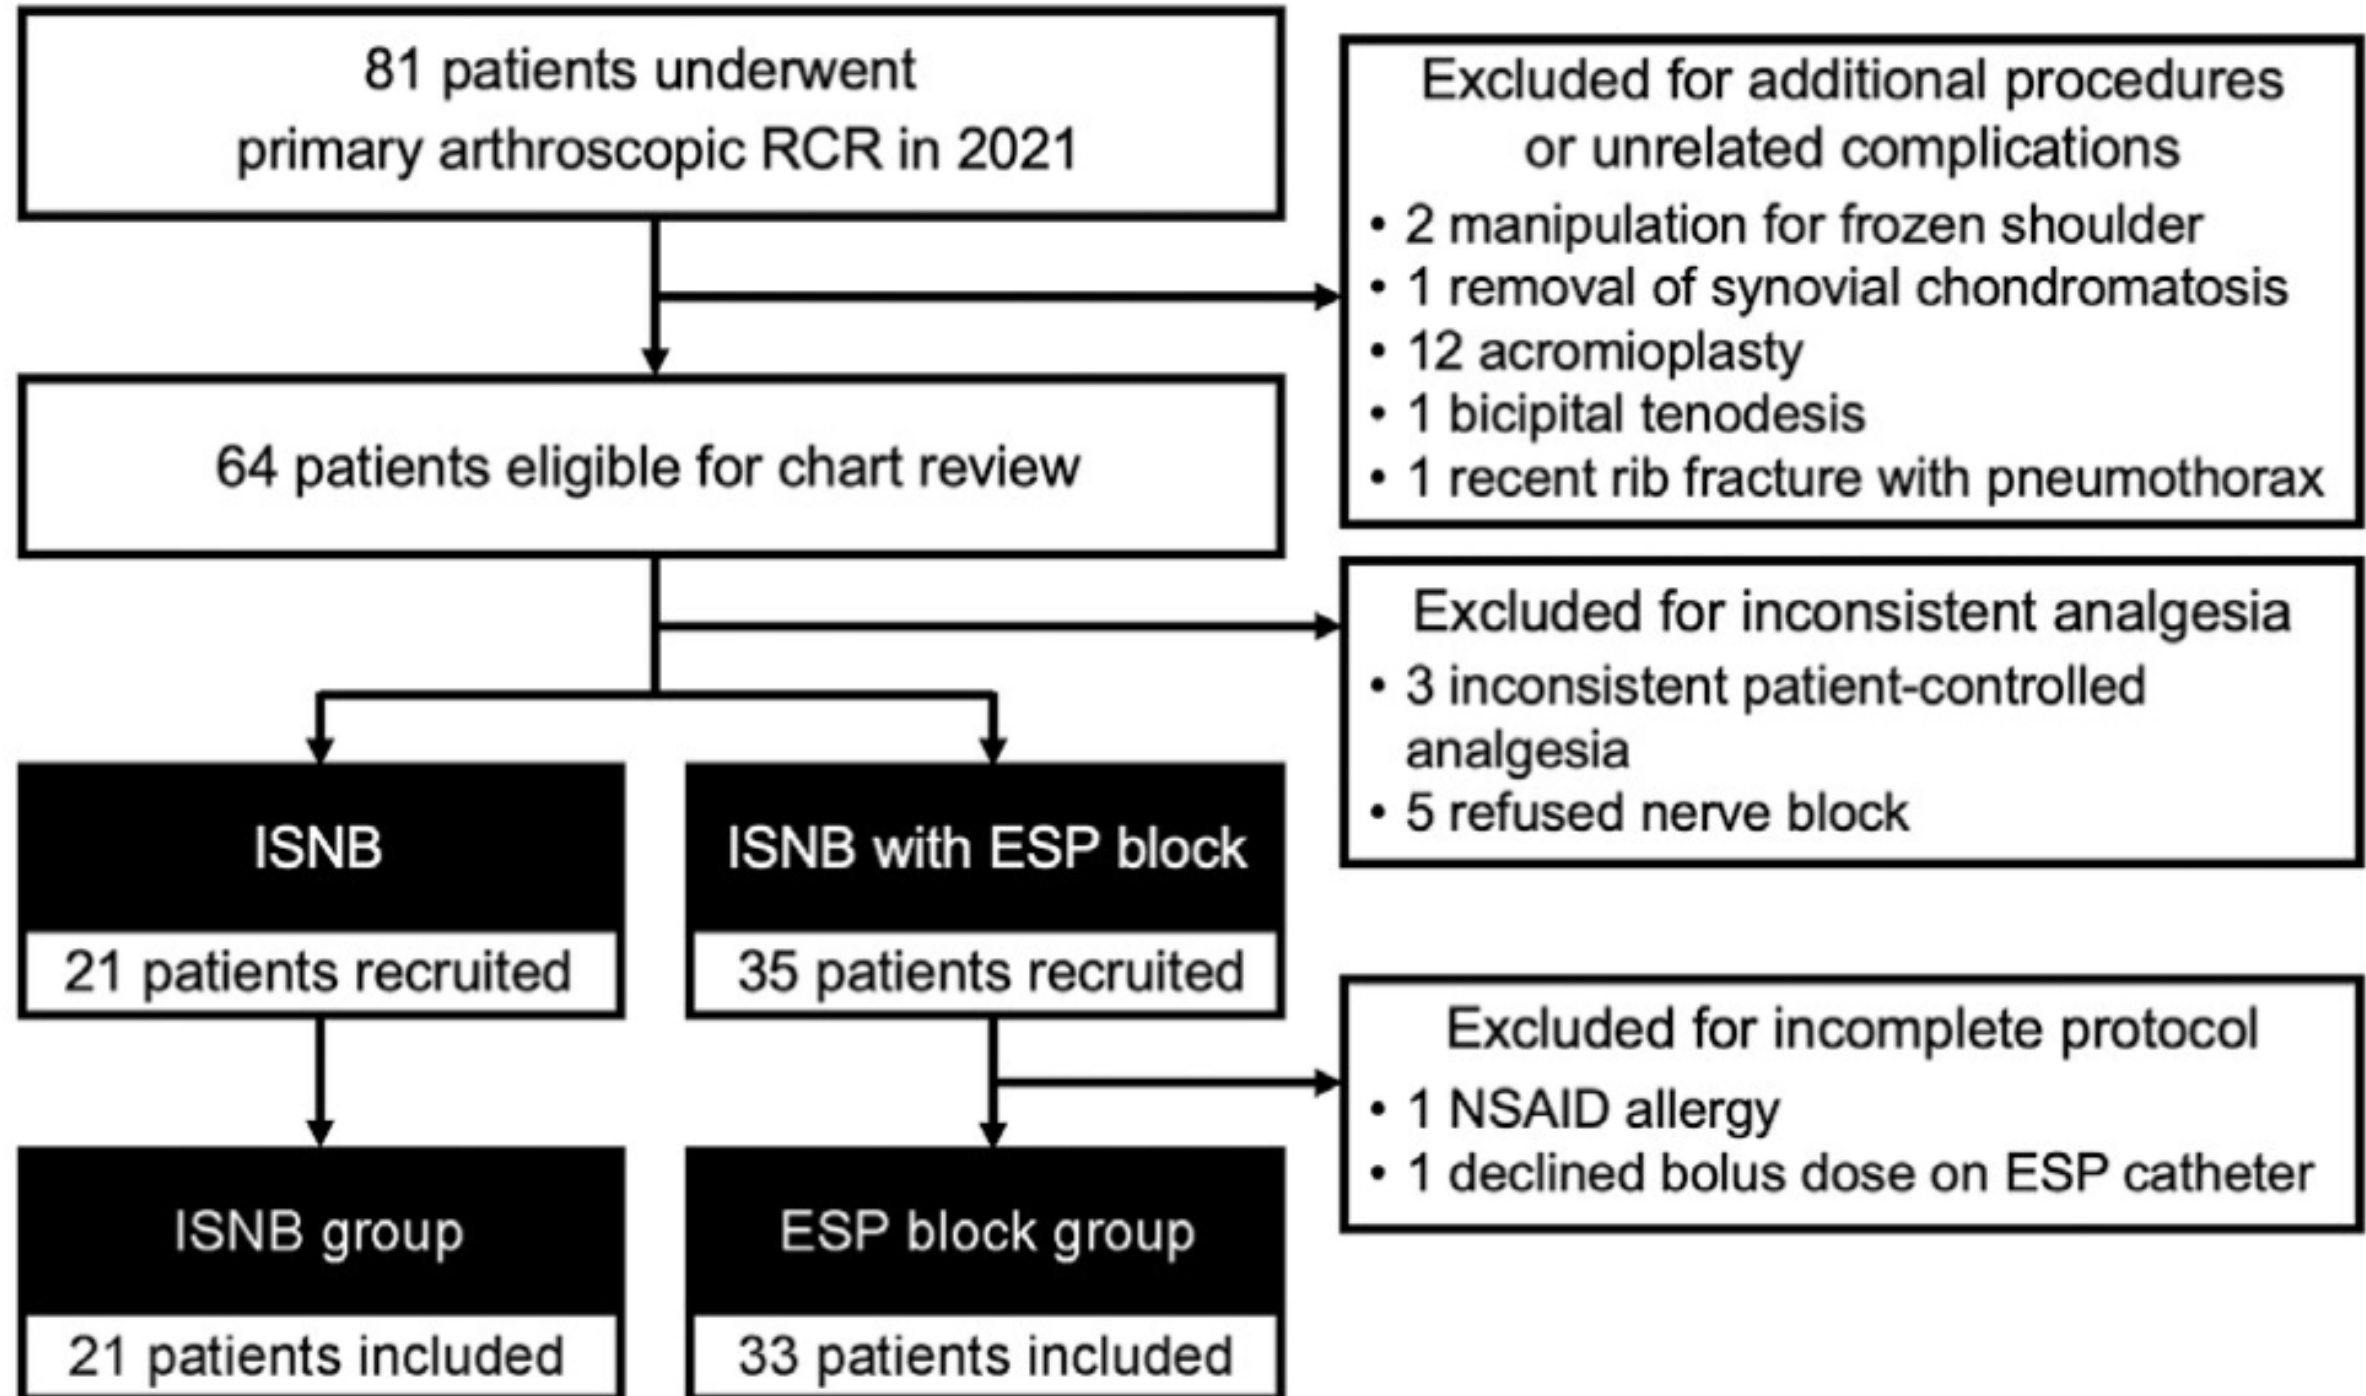 81 patients underwent
primary arthroscopic RCR in 2021
Excluded for additional procedures
or unrelated complications
• 2 manipulation for frozen shoulder
• 1 removal of synovial chondromatosis
• 12 acromioplasty
• 1 bicipital tenodesis
• 1 recent rib fracture with pneumothorax
64 patients eligible for chart review
Excluded for inconsistent analgesia
• 3 inconsistent patient-controlled
analgesia
• 5 refused nerve block
ISNB
21 patients recruited
ISNB with ESP block
35 patients recruited
Excluded for incomplete protocol
• 1 NSAID allergy
• 1 declined bolus dose on ESP catheter
ISNB group
21 patients included
ESP block group
33 patients included